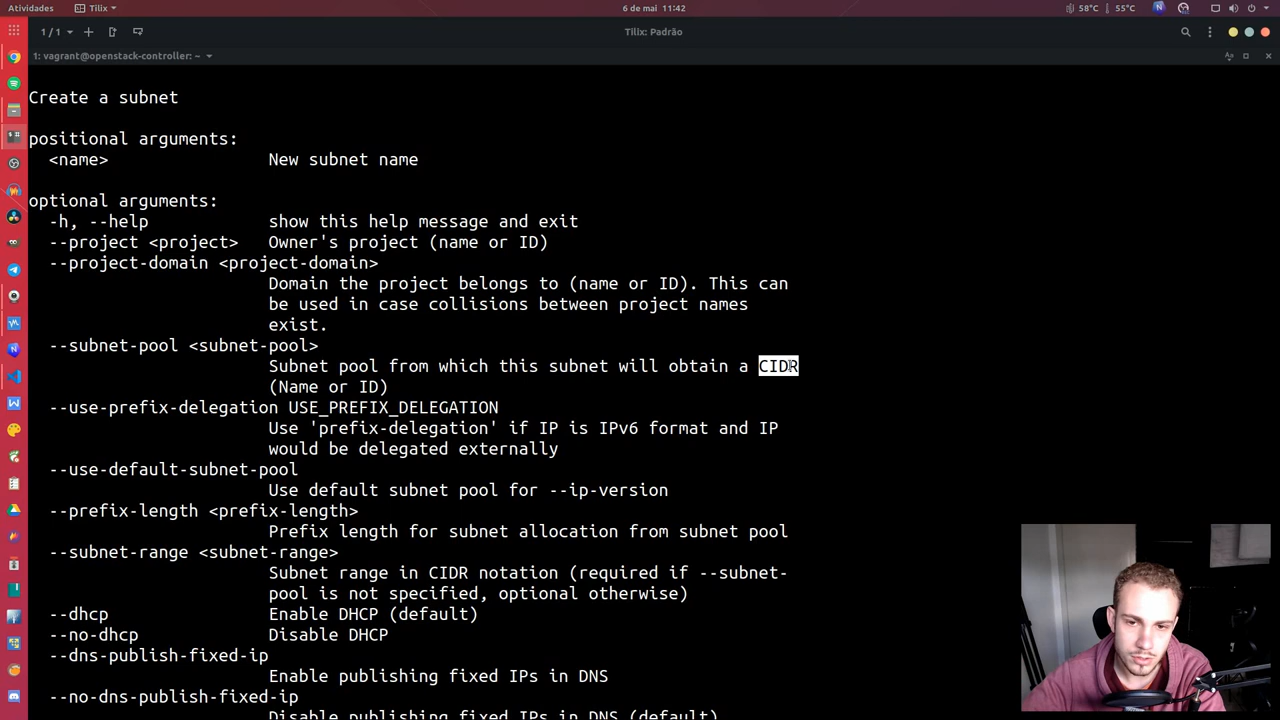 Atividades
Tilix
6 de mai 11:42
58°C
55°C
1 / 1
Tilix: Padrão
1: vagrant@openstack-controller: ~
Create a subnet
positional arguments:
<name> New subnet name
optional arguments:
-h, --help show this help message and exit
--project <project> Owner's project (name or ID)
--project-domain <project-domain>
Domain the project belongs to (name or ID). This can
be used in case collisions between project names
exist.
--subnet-pool <subnet-pool>
Subnet pool from which this subnet will obtain a CIDR
(Name or ID)
--use-prefix-delegation USE_PREFIX_DELEGATION
Use 'prefix-delegation' if IP is IPv6 format and IP
would be delegated externally
--use-default-subnet-pool
Use default subnet pool for --ip-version
--prefix-length <prefix-length>
Prefix length for subnet allocation from subnet pool
--subnet-range <subnet-range>
Subnet range in CIDR notation (required if --subnet-
pool is not specified, optional otherwise)
--dhcp Enable DHCP (default)
--no-dhcp Disable DHCP
--dns-publish-fixed-ip
Enable publishing fixed IPs in DNS
--no-dns-publish-fixed-ip
Disable publishing fixed IPs in DNS (default)